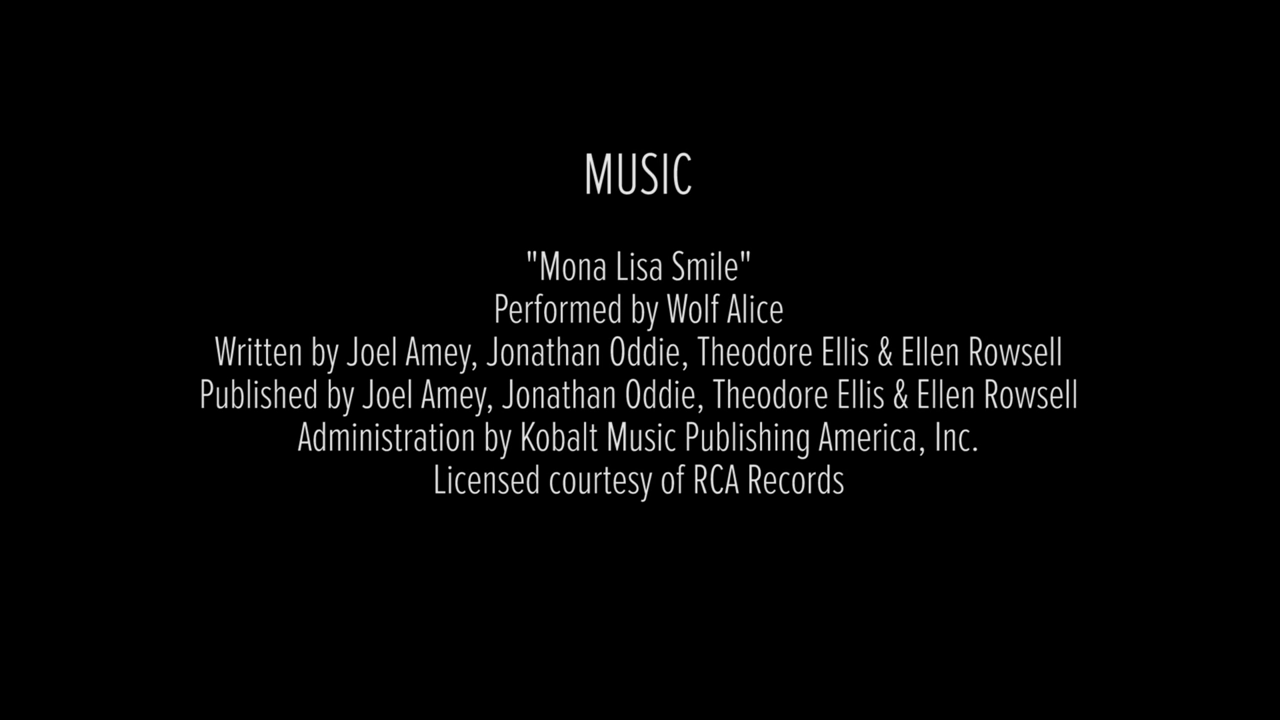 MUSIC
"Mona Lisa Smile"
Performed by Wolf Alice
Written by Joel Amey, Jonathan Oddie, Theodore Ellis & Ellen Rowsell
Published by Joel Amey, Jonathan Oddie, Theodore Ellis & Ellen Rowsell
Administration by Kobalt Music Publishing America, Inc.
Licensed courtesy of RCA Records